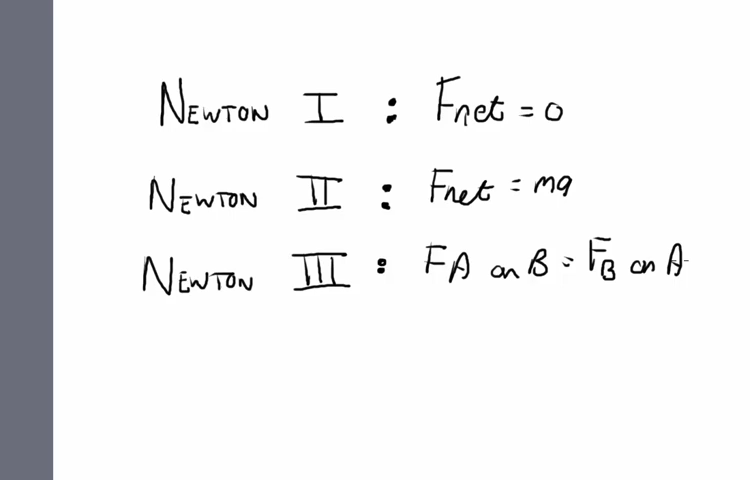 NEWTON I : Fnet = 0
NEWTON II : Fnet = ma
NEWTON III : FA on B = FB on A